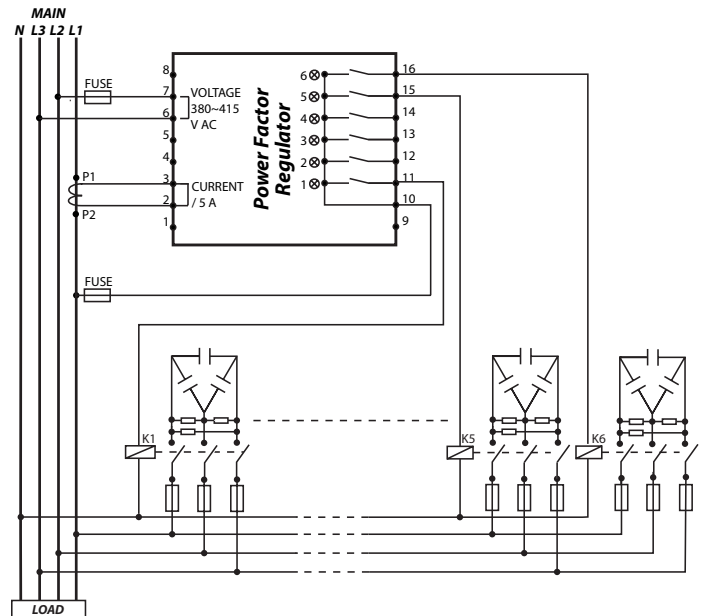 MAIN
N L3 L2 L1
FUSE
8
7
6
5
4
3
2
1
VOLTAGE
380~415
V AC
CURRENT
/ 5 A
Power Factor
Regulator
6
5
4
3
2
1
16
15
14
13
12
11
10
9
P1
P2
FUSE
K1
K5
K6
LOAD